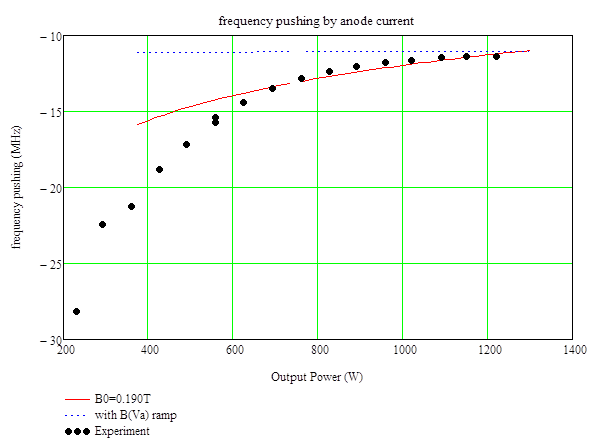 frequency pushing by anode current
frequency pushing (MHz)
– 10
– 15
– 20
– 25
– 30
200 400 600 800 1000 1200 1400
Output Power (W)
B0=0.190T
with B(Va) ramp
Experiment